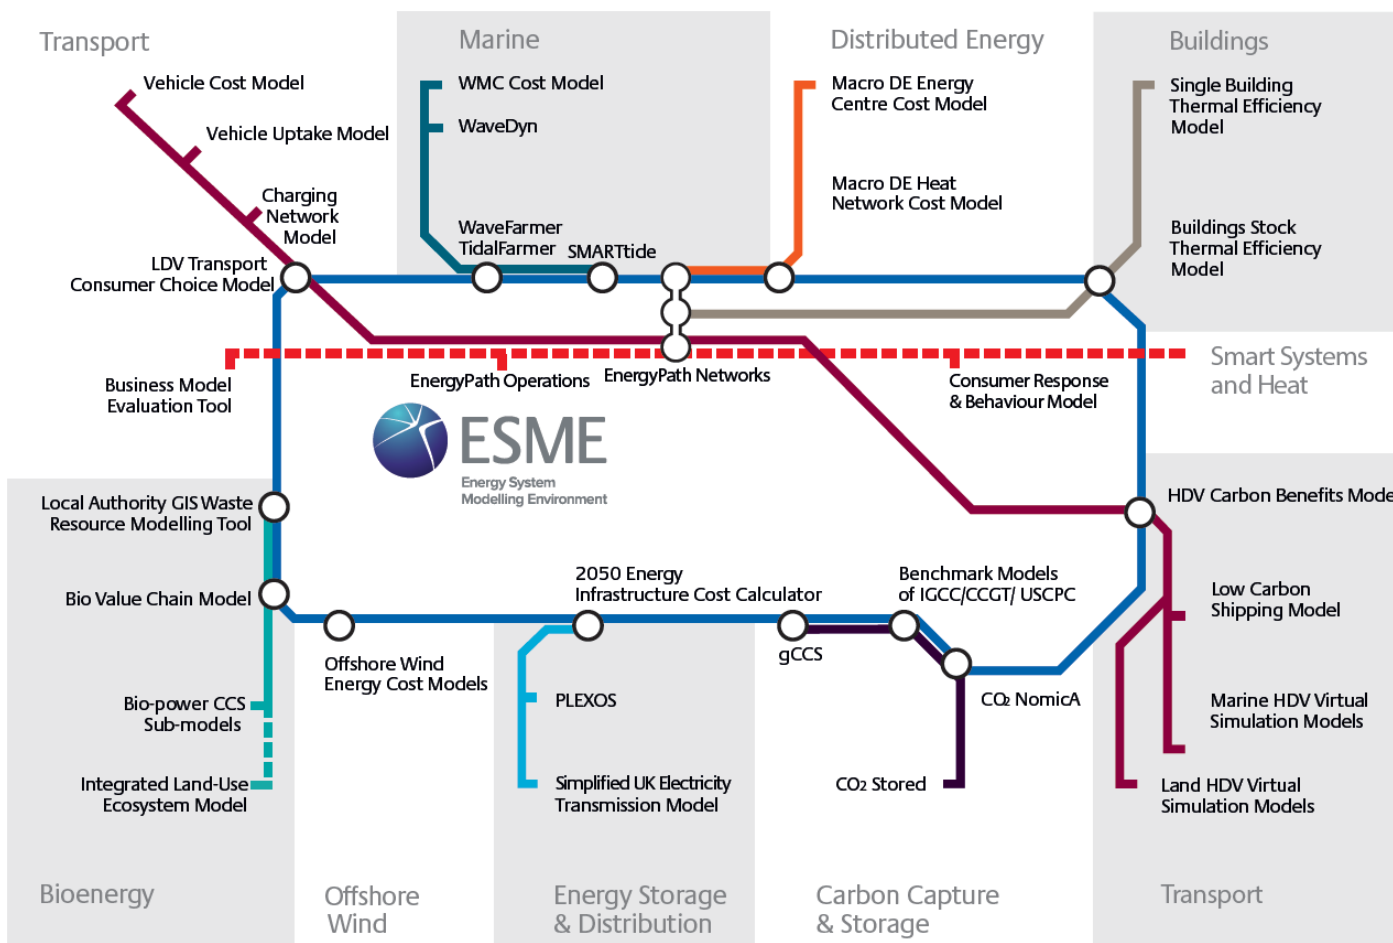 Transport
Marine
Distributed Energy
Buildings
Vehicle Cost Model
WMC Cost Model
Macro DE Energy
Centre Cost Model
Single Building
Thermal Efficiency
Model
Vehicle Uptake Model
WaveDyn
Charging
Network
Model
Macro DE Heat
Network Cost Model
LDV Transport
Consumer Choice Model
WaveFarmer
TidalFarmer
SMARTtide
Buildings Stock
Thermal Efficiency
Model
Business Model
Evaluation Tool
EnergyPath Operations
EnergyPath Networks
Consumer Response
& Behaviour Model
Smart Systems
and Heat
ESME
Energy System
Modelling Environment
Local Authority GIS Waste
Resource Modelling Tool
HDV Carbon Benefits Mode
Bio Value Chain Model
2050 Energy
Infrastructure Cost Calculator
Benchmark Models
of IGCC/CCGT/ USCPC
Low Carbon
Shipping Model
Offshore Wind
Energy Cost Models
gCCS
CO₂ NomicA
Bio-power CCS
Sub-models
PLEXOS
Marine HDV Virtual
Simulation Models
Integrated Land-Use
Ecosystem Model
Simplified UK Electricity
Transmission Model
CO₂ Stored
Land HDV Virtual
Simulation Models
Bioenergy
Offshore
Wind
Energy Storage
& Distribution
Carbon Capture
& Storage
Transport